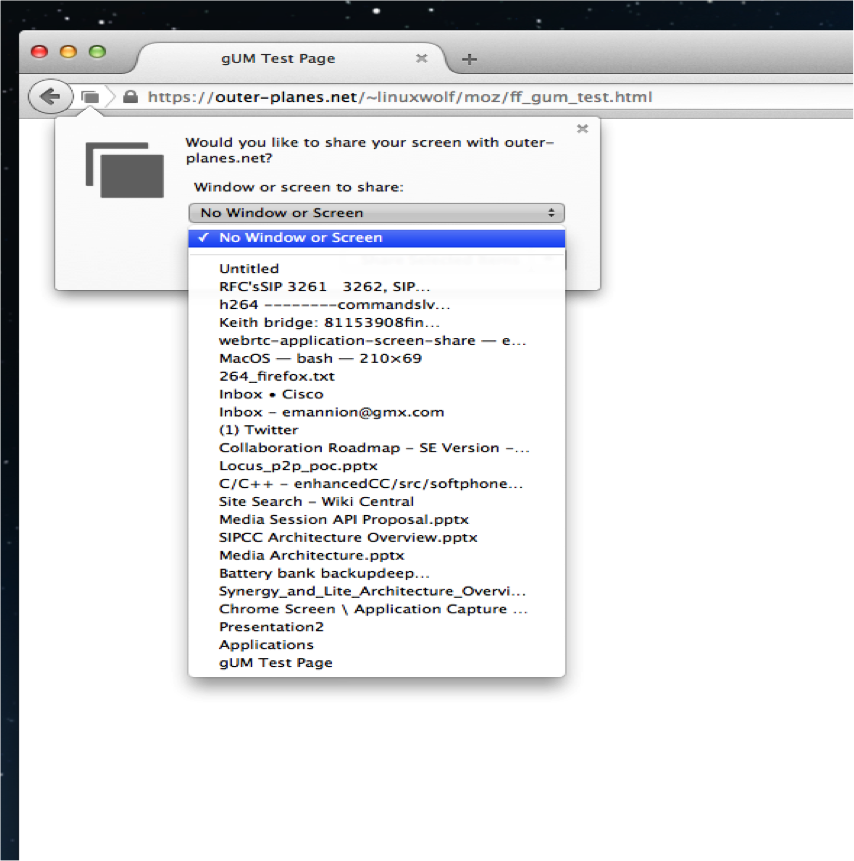 gUM Test Page
https://outer-planes.net/~linuxwolf/moz/ff_gum_test.html
Would you like to share your screen with outer-
planes.net?
Window or screen to share:
No Window or Screen
✓ No Window or Screen
Untitled
RFC'sSIP 3261 3262, SIP...
h264 --------commandslv...
Keith bridge: 81153908fin...
webrtc-application-screen-share — e...
MacOS — bash — 210×69
264_firefox.txt
Inbox • Cisco
Inbox – emannion@gmx.com
(1) Twitter
Collaboration Roadmap – SE Version –...
Locus_p2p_poc.pptx
C/C++ – enhancedCC/src/softphone...
Site Search – Wiki Central
Media Session API Proposal.pptx
SIPCC Architecture Overview.pptx
Media Architecture.pptx
Battery bank backupdeep...
Synergy_and_Lite_Architecture_Overvi...
Chrome Screen \ Application Capture ...
Presentation2
Applications
gUM Test Page